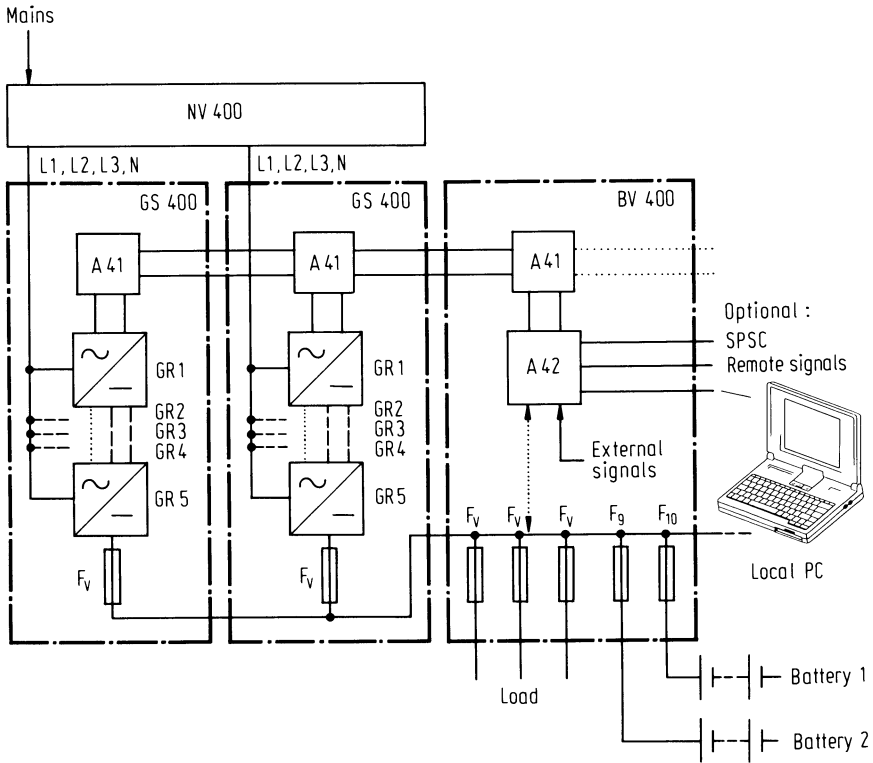 Mains
NV 400
L1, L2, L3, N
L1, L2, L3, N
GS 400
GS 400
BV 400
A 41
A 41
A 41
Optional :
SPSC
Remote signals
A 42
GR 1
GR 1
GR2
GR3
GR4
GR2
GR3
GR4
External
signals
GR 5
GR 5
FV
FV
FV
F9
F10
FV
FV
Local PC
Load
Battery 1
Battery 2